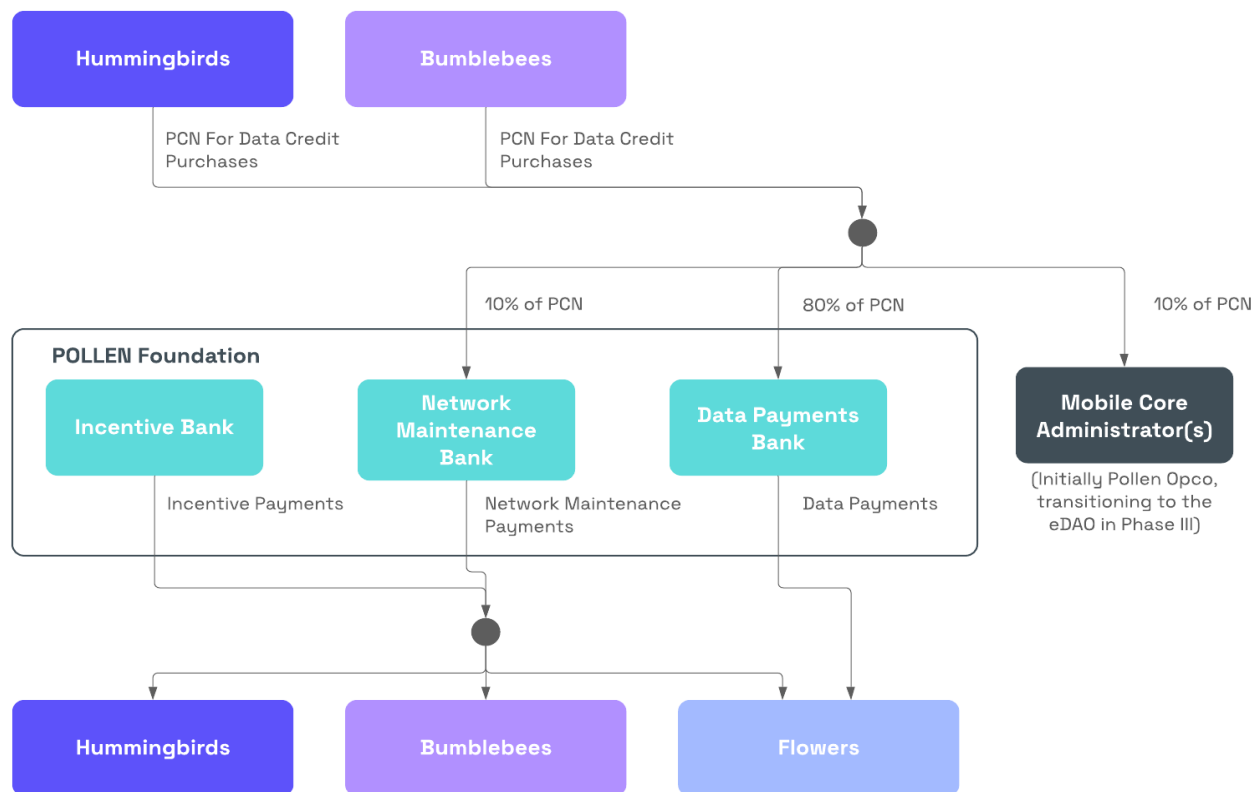 Hummingbirds
Bumblebees
PCN For Data Credit
Purchases
PCN For Data Credit
Purchases
10% of PCN
80% of PCN
10% of PCN
POLLEN Foundation
Incentive Bank
Network
Maintenance
Bank
Data Payments
Bank
Mobile Core
Administrator(s)
(Initially Pollen Opco,
transitioning to the
eDAO in Phase III)
Incentive Payments
Network Maintenance
Payments
Data Payments
Hummingbirds
Bumblebees
Flowers